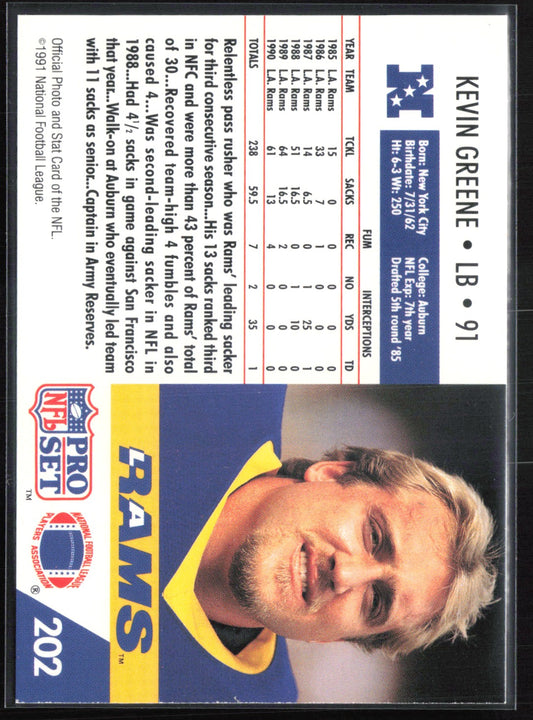 KEVIN GREENE • LB • 91
N
Born: New York City
Birthdate: 7/31/62
Ht: 6-3 Wt: 250
College: Auburn
NFL Exp: 7th year
Drafted 5th round '85
FUM INTERCEPTIONS
YEAR TEAM TCKL SACKS REC NO YDS TD
1985 L.A. Rams 15 0 0 0 0 0
1986 L.A. Rams 33 7 1 0 0 0
1987 L.A. Rams 14 6.5 0 1 25 1
1988 L.A. Rams 51 16.5 0 1 10 0
1989 L.A. Rams 64 16.5 2 0 0 0
1990 L.A. Rams 61 13 4 0 0 0
TOTALS 238 59.5 7 2 35 1
Relentless pass rusher who was Rams' leading sacker
for third consecutive season...His 13 sacks ranked third
in NFC and were more than 43 percent of Rams' total
of 30...Recovered team-high 4 fumbles and also
caused 4...Was second-leading sacker in NFL in
1988...Had 4 1/2 sacks in game against San Francisco
that year...Walk-on at Auburn who eventually led team
with 11 sacks as senior...Captain in Army Reserves.
Official Photo and Stat Card of the NFL.
©1991 National Football League.
RAMS™
NFL
PRO
SET
™
NATIONAL FOOTBALL LEAGUE
PLAYERS ASSOCIATION
®
202